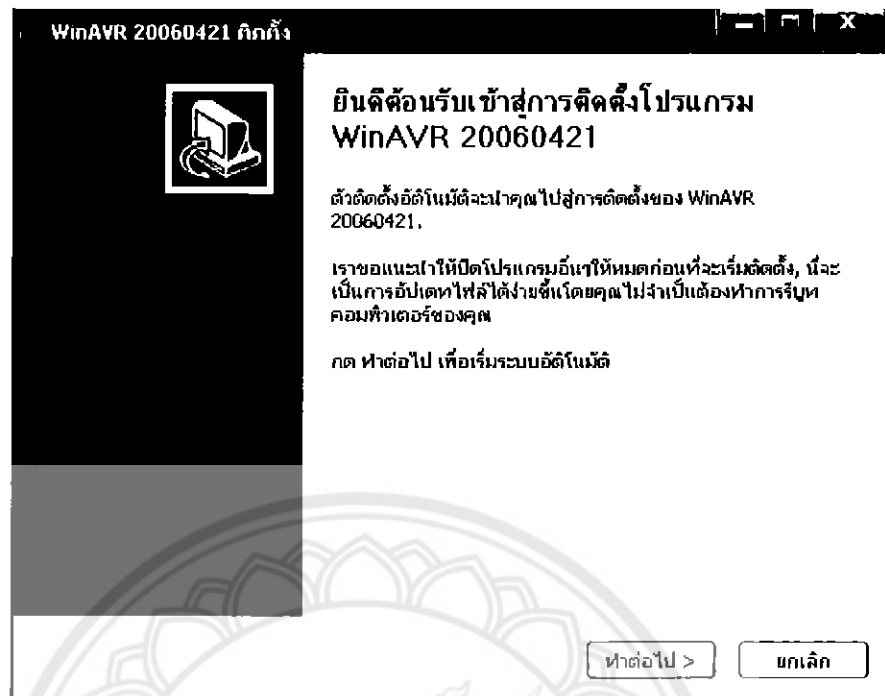 WinAVR 20060421 ติดตั้ง
ยินดีต้อนรับเข้าสู่การติดตั้งโปรแกรม
WinAVR 20060421
ตัวติดตั้งอัติโนมัติจะนำคุณไปสู่การติดตั้งของ WinAVR
20060421.
เราขอแนะนำให้ปิดโปรแกรมอื่นๆให้หมดก่อนที่จะเริ่มติดตั้ง, นี่จะ
เป็นการอัปเดทไฟล์ได้ง่ายขึ้นโดยคุณไม่จำเป็นต้องทำการรีบูท
คอมพิวเตอร์ของคุณ
กด ทำต่อไป เพื่อเริ่มระบบอัติโนมัติ
ทำต่อไป >
ยกเลิก